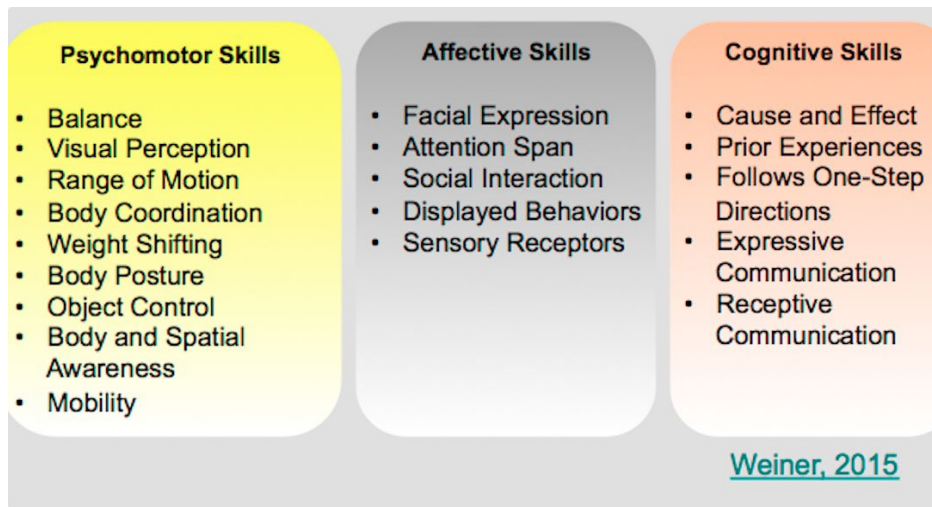 Psychomotor Skills
• Balance
• Visual Perception
• Range of Motion
• Body Coordination
• Weight Shifting
• Body Posture
• Object Control
• Body and Spatial
Awareness
• Mobility
Affective Skills
• Facial Expression
• Attention Span
• Social Interaction
• Displayed Behaviors
• Sensory Receptors
Cognitive Skills
• Cause and Effect
• Prior Experiences
• Follows One-Step
Directions
• Expressive
Communication
• Receptive
Communication
Weiner, 2015